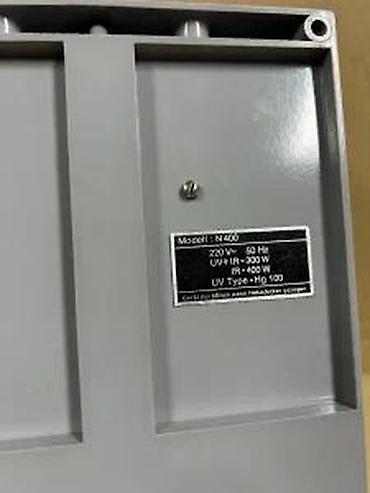 Modell: N400
220 V~ 50 Hz
UV+IR-300 W
IR-400 W
UV Type-Hg 100